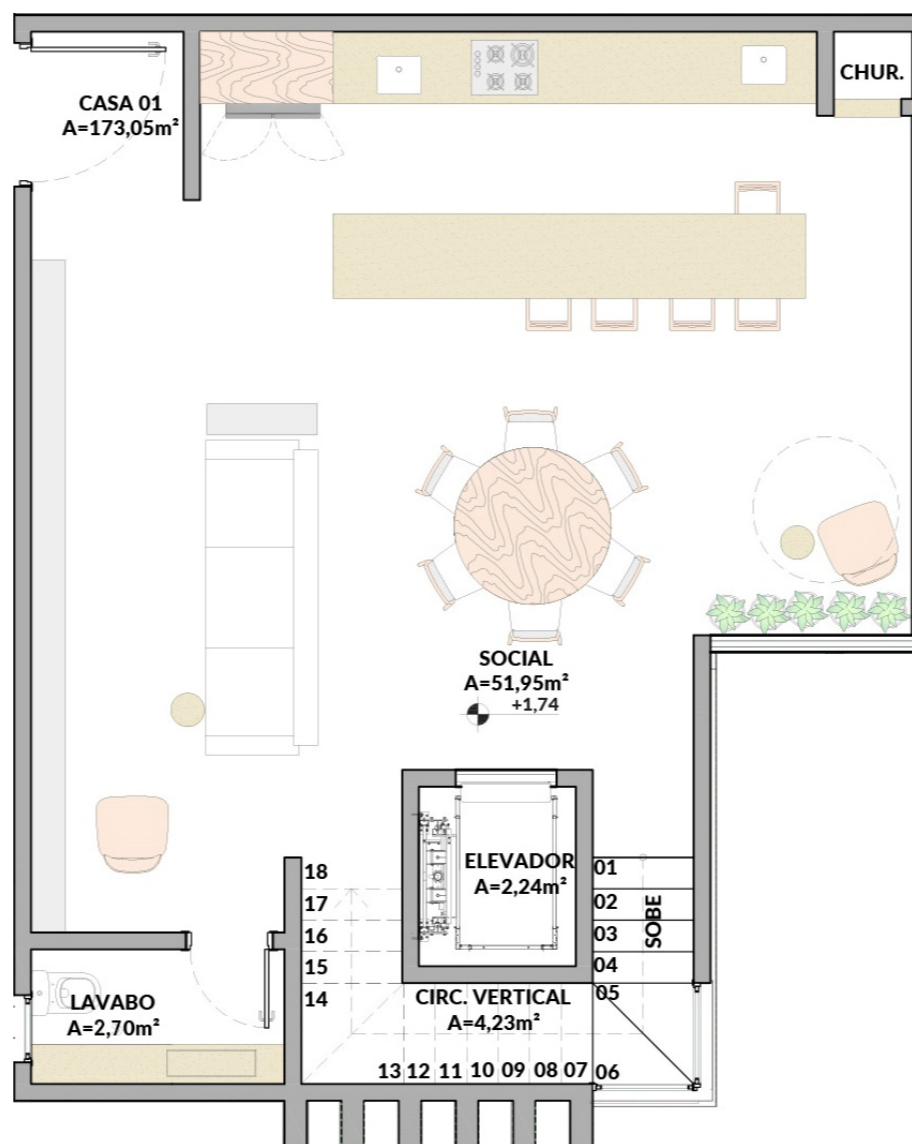 CASA 01
A=173,05m²
CHUR.
SOCIAL
A=51,95m²
+1,74
ELEVADOR
A=2,24m²
01
02
03
04
05
06
SOBE
18
17
16
15
14
CIRC. VERTICAL
A=4,23m²
13 12 11 10 09 08 07
LAVABO
A=2,70m²